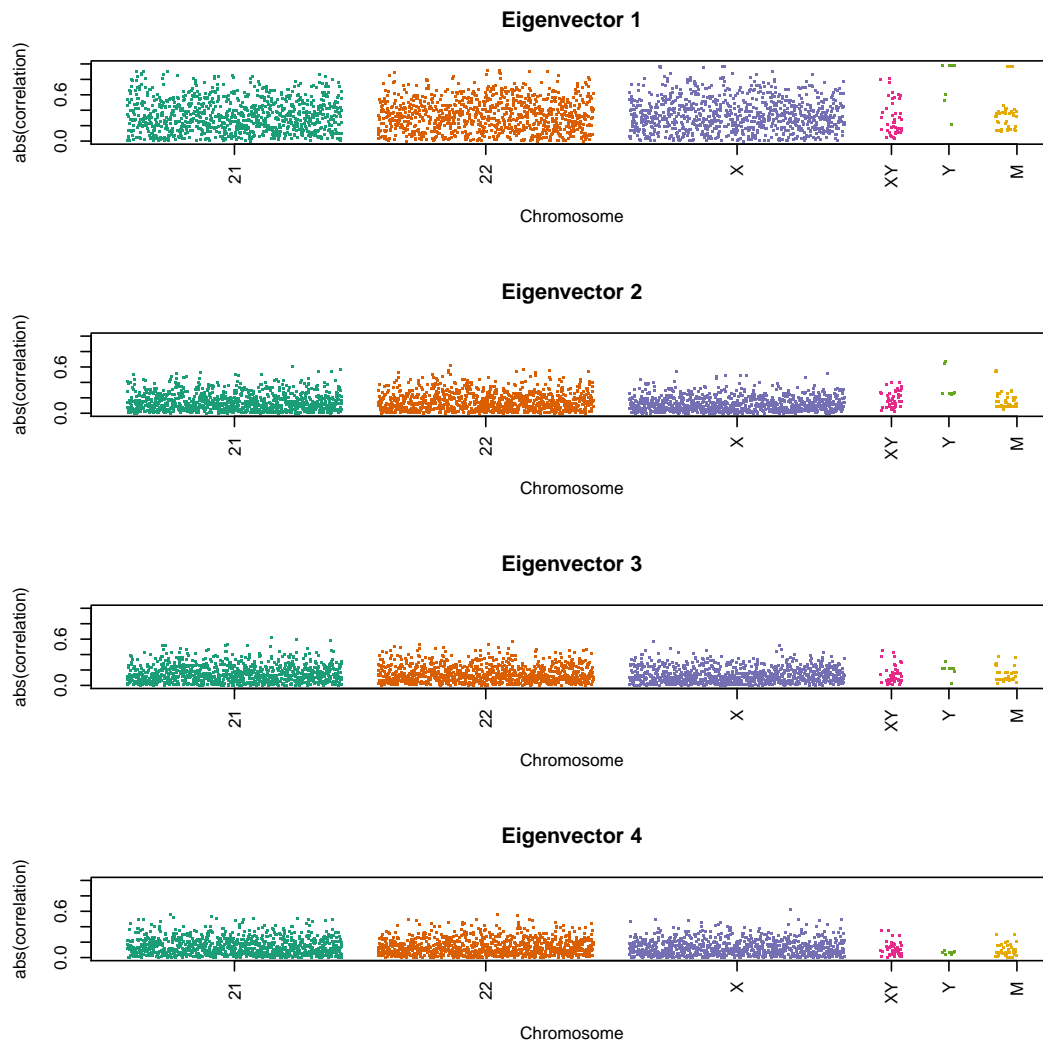 Eigenvector 1
abs(correlation)
0.6
0.0
21 22 X XY Y M
Chromosome
Eigenvector 2
abs(correlation)
0.6
0.0
21 22 X XY Y M
Chromosome
Eigenvector 3
abs(correlation)
0.6
0.0
21 22 X XY Y M
Chromosome
Eigenvector 4
abs(correlation)
0.6
0.0
21 22 X XY Y M
Chromosome